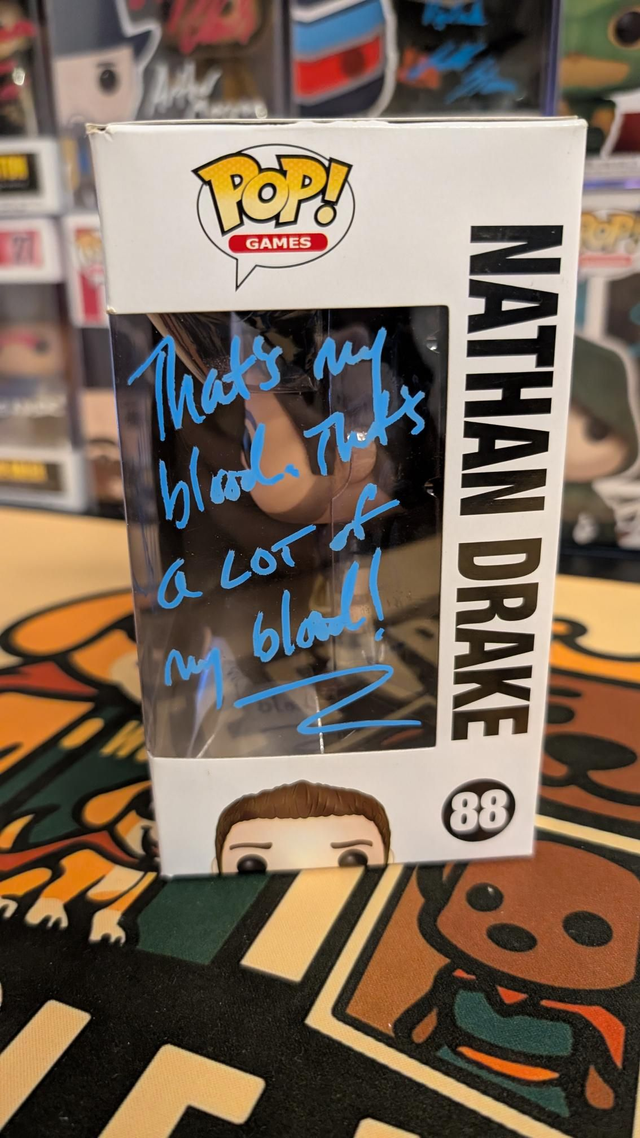 POP!
GAMES
NATHAN DRAKE
88
That's my
blood. That's
a LOT of
my blood!